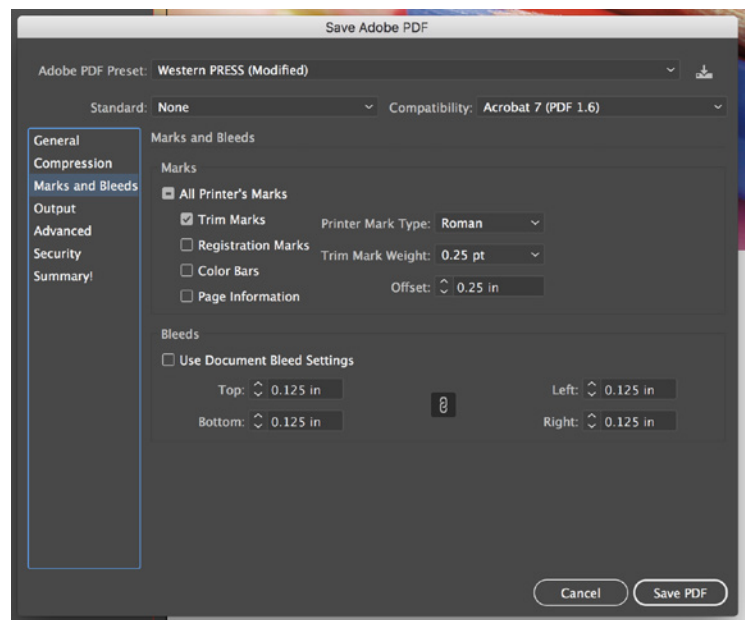 Save Adobe PDF
Adobe PDF Preset: Western PRESS (Modified)
Standard: None Compatibility: Acrobat 7 (PDF 1.6)
General
Compression
Marks and Bleeds
Output
Advanced
Security
Summary!
Marks and Bleeds
Marks
All Printer's Marks
Trim Marks
Registration Marks
Color Bars
Page Information
Printer Mark Type: Roman
Trim Mark Weight: 0.25 pt
Offset: 0.25 in
Bleeds
Use Document Bleed Settings
Top: 0.125 in Left: 0.125 in
Bottom: 0.125 in Right: 0.125 in
Cancel Save PDF